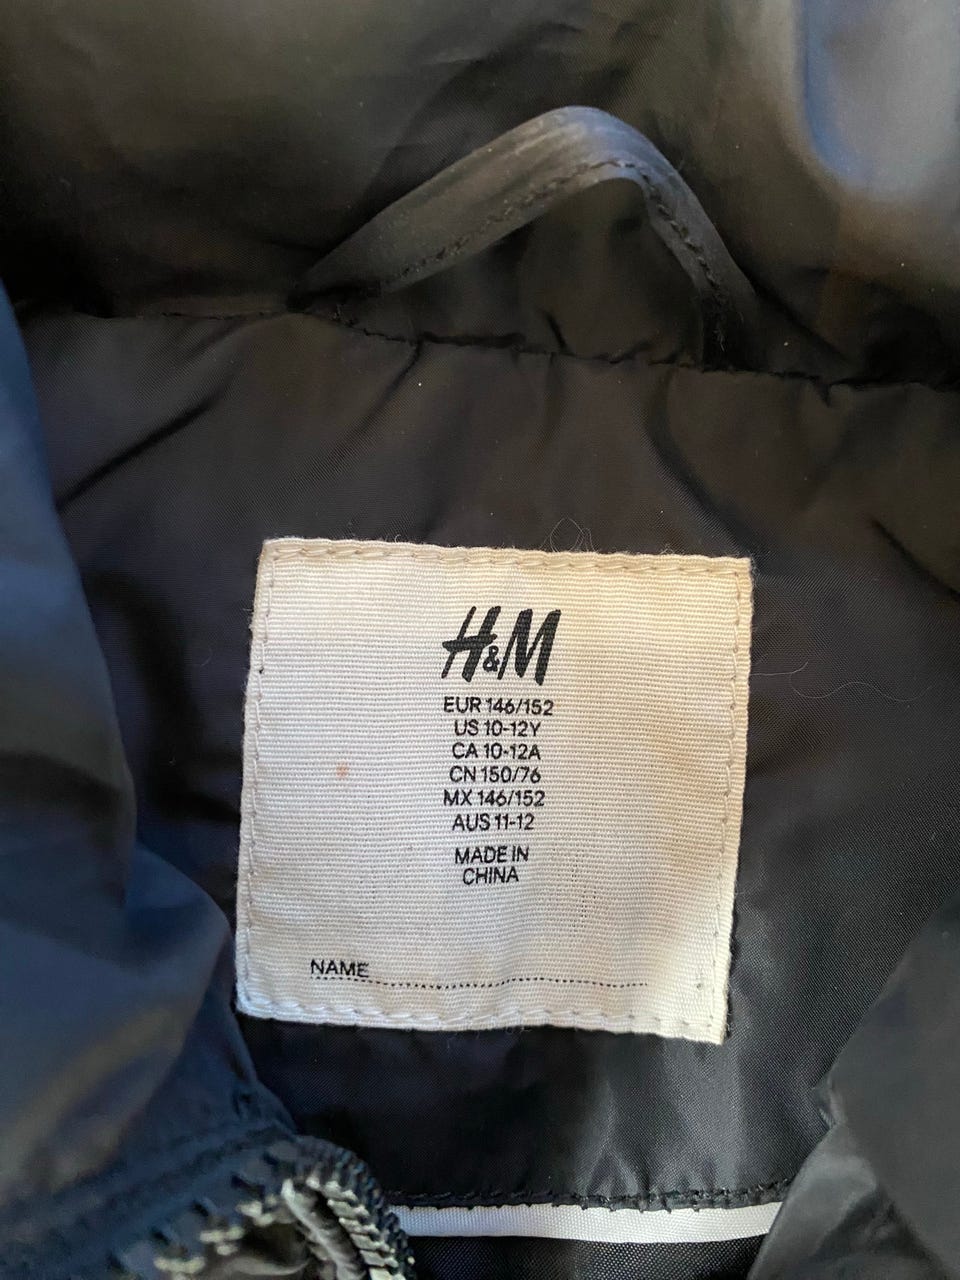 H&M
EUR 146/152
US 10-12Y
CA 10-12A
CN 150/76
MX 146/152
AUS 11-12
MADE IN
CHINA
NAME